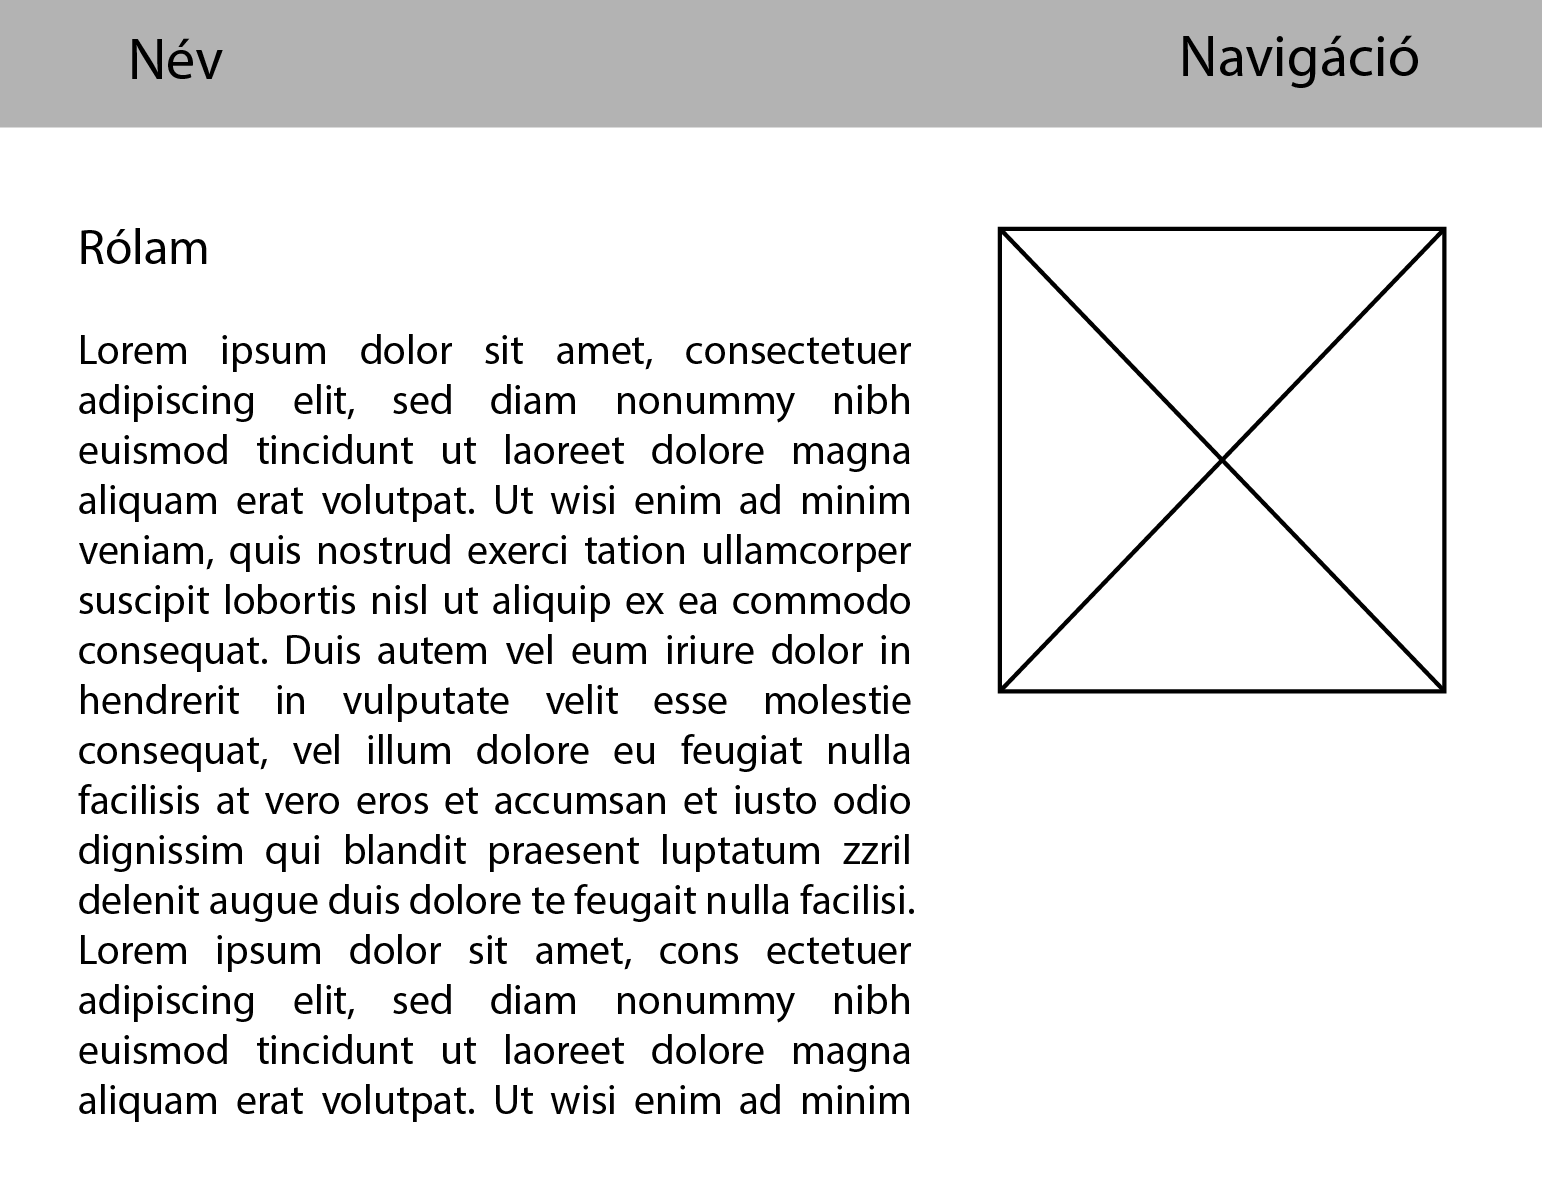 Név
Navigáció
Rólam
Lorem ipsum dolor sit amet, consectetuer
adipiscing elit, sed diam nonummy nibh
euismod tincidunt ut laoreet dolore magna
aliquam erat volutpat. Ut wisi enim ad minim
veniam, quis nostrud exerci tation ullamcorper
suscipit lobortis nisl ut aliquip ex ea commodo
consequat. Duis autem vel eum iriure dolor in
hendrerit in vulputate velit esse molestie
consequat, vel illum dolore eu feugiat nulla
facilisis at vero eros et accumsan et iusto odio
dignissim qui blandit praesent luptatum zzril
delenit augue duis dolore te feugait nulla facilisi.
Lorem ipsum dolor sit amet, cons ectetuer
adipiscing elit, sed diam nonummy nibh
euismod tincidunt ut laoreet dolore magna
aliquam erat volutpat. Ut wisi enim ad minim